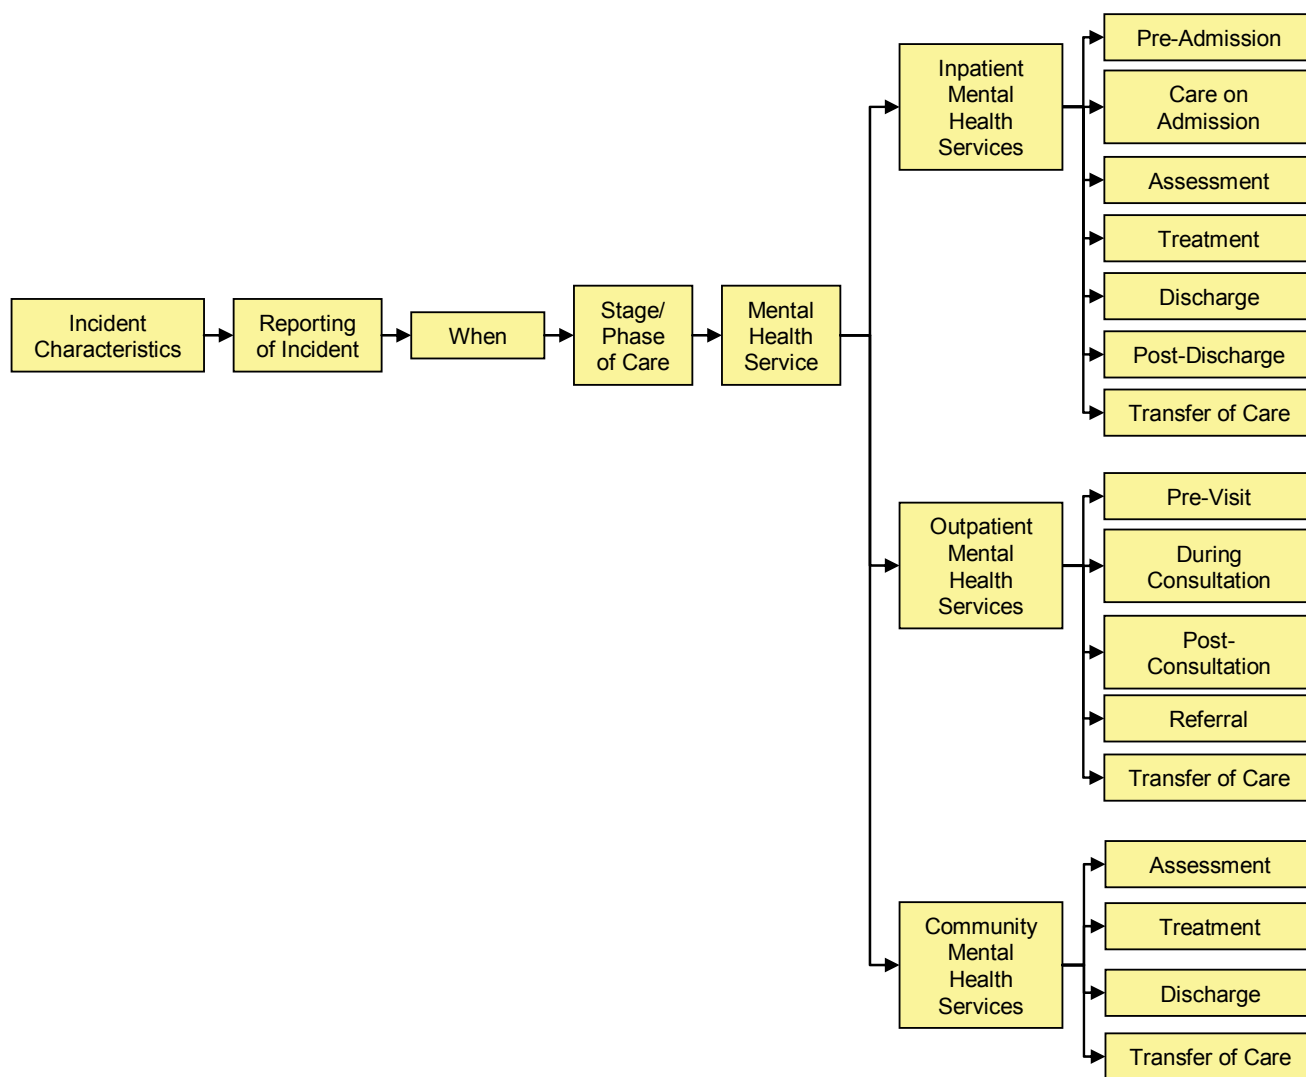 Incident
Characteristics
Reporting
of Incident
When
Stage/
Phase
of Care
Mental
Health
Service
Inpatient
Mental
Health
Services
Pre-Admission
Care on
Admission
Assessment
Treatment
Discharge
Post-Discharge
Transfer of Care
Outpatient
Mental
Health
Services
Pre-Visit
During
Consultation
Post-
Consultation
Referral
Transfer of Care
Community
Mental
Health
Services
Assessment
Treatment
Discharge
Transfer of Care